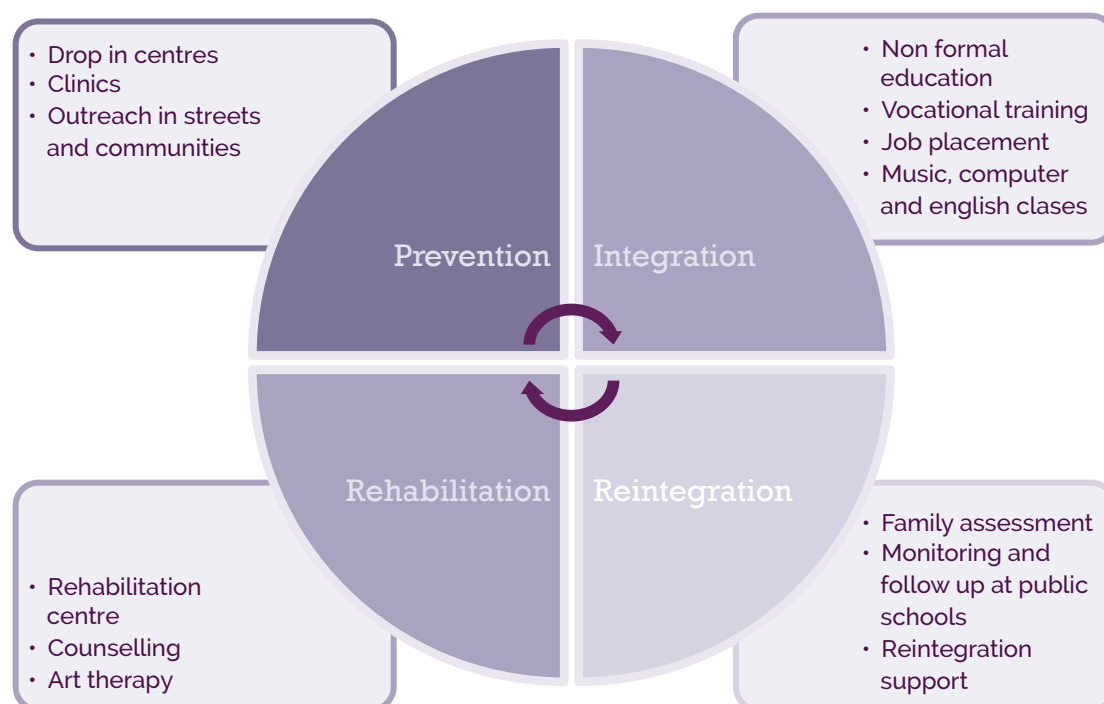 • Drop in centres
• Clinics
• Outreach in streets
and communities
• Non formal
education
• Vocational training
• Job placement
• Music, computer
and english clases
Prevention
Integration
Rehabilitation
Reintegration
• Rehabilitation
centre
• Counselling
• Art therapy
• Family assessment
• Monitoring and
follow up at public
schools
• Reintegration
support